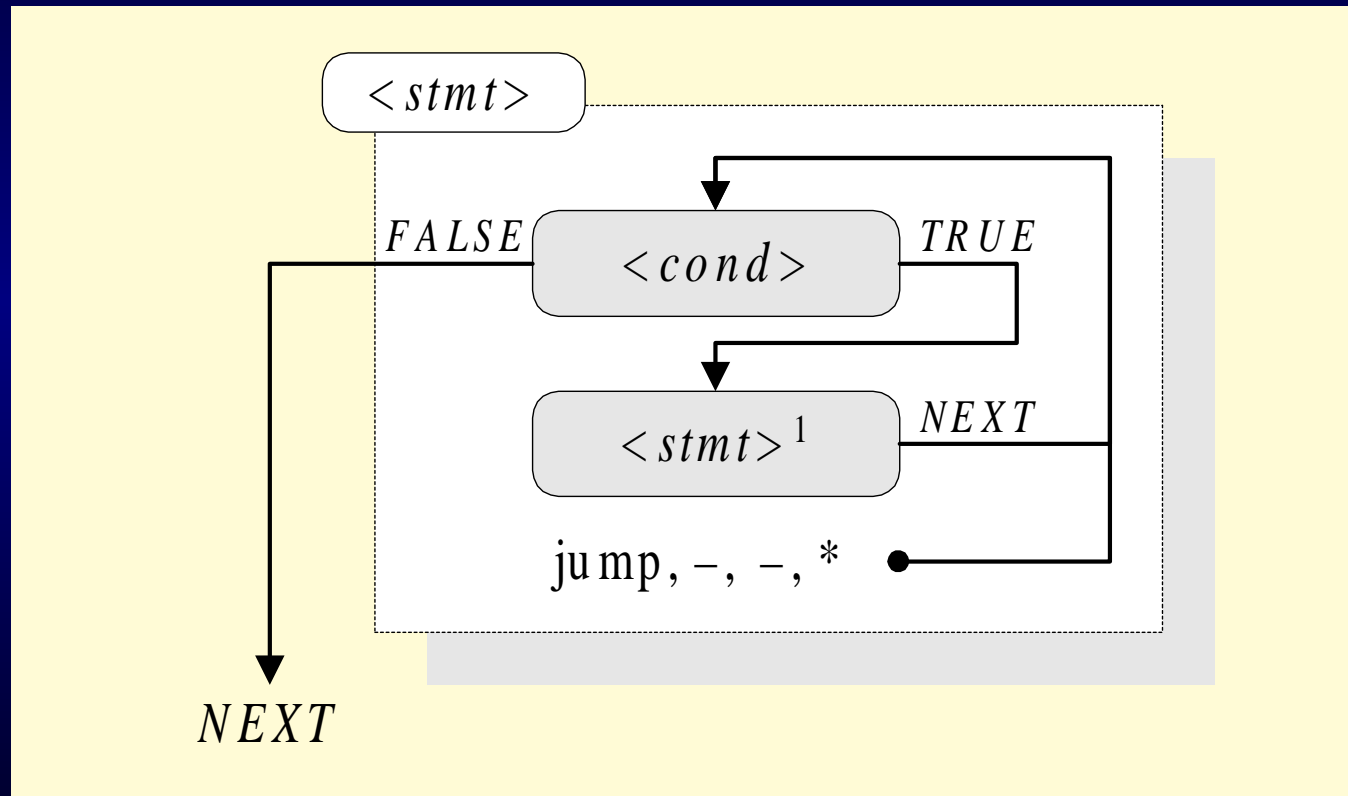 <stmt>
FALSE
<cond>
TRUE
<stmt>¹
NEXT
jump, –, –, *
NEXT